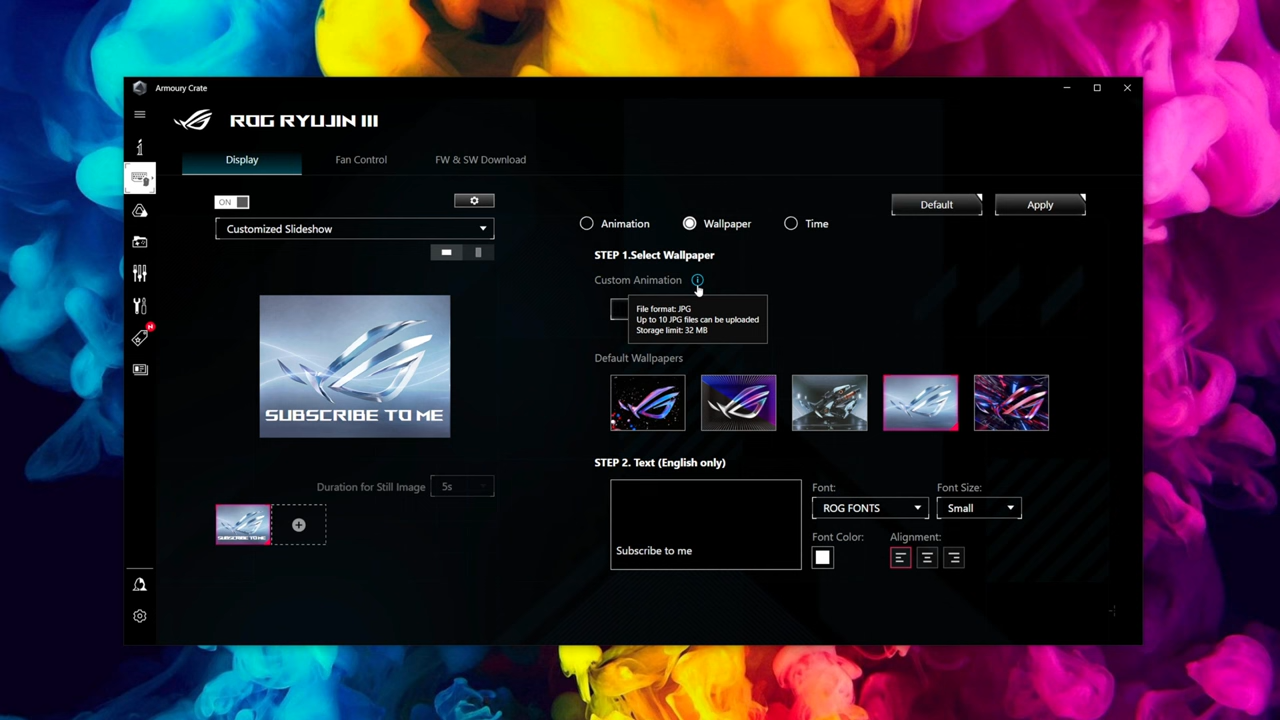 Armoury Crate
ROG RYUJIN III
Display
Fan Control
FW & SW Download
ON
Customized Slideshow
Default
Apply
Animation
Wallpaper
Time
STEP 1.Select Wallpaper
Custom Animation
File format: JPG
Up to 10 JPG files can be uploaded
Storage limit: 32 MB
SUBSCRIBE TO ME
Default Wallpapers
Duration for Still Image
5s
SUBSCRIBE TO ME
STEP 2. Text (English only)
Subscribe to me
Font:
ROG FONTS
Font Size:
Small
Font Color:
Alignment:
N